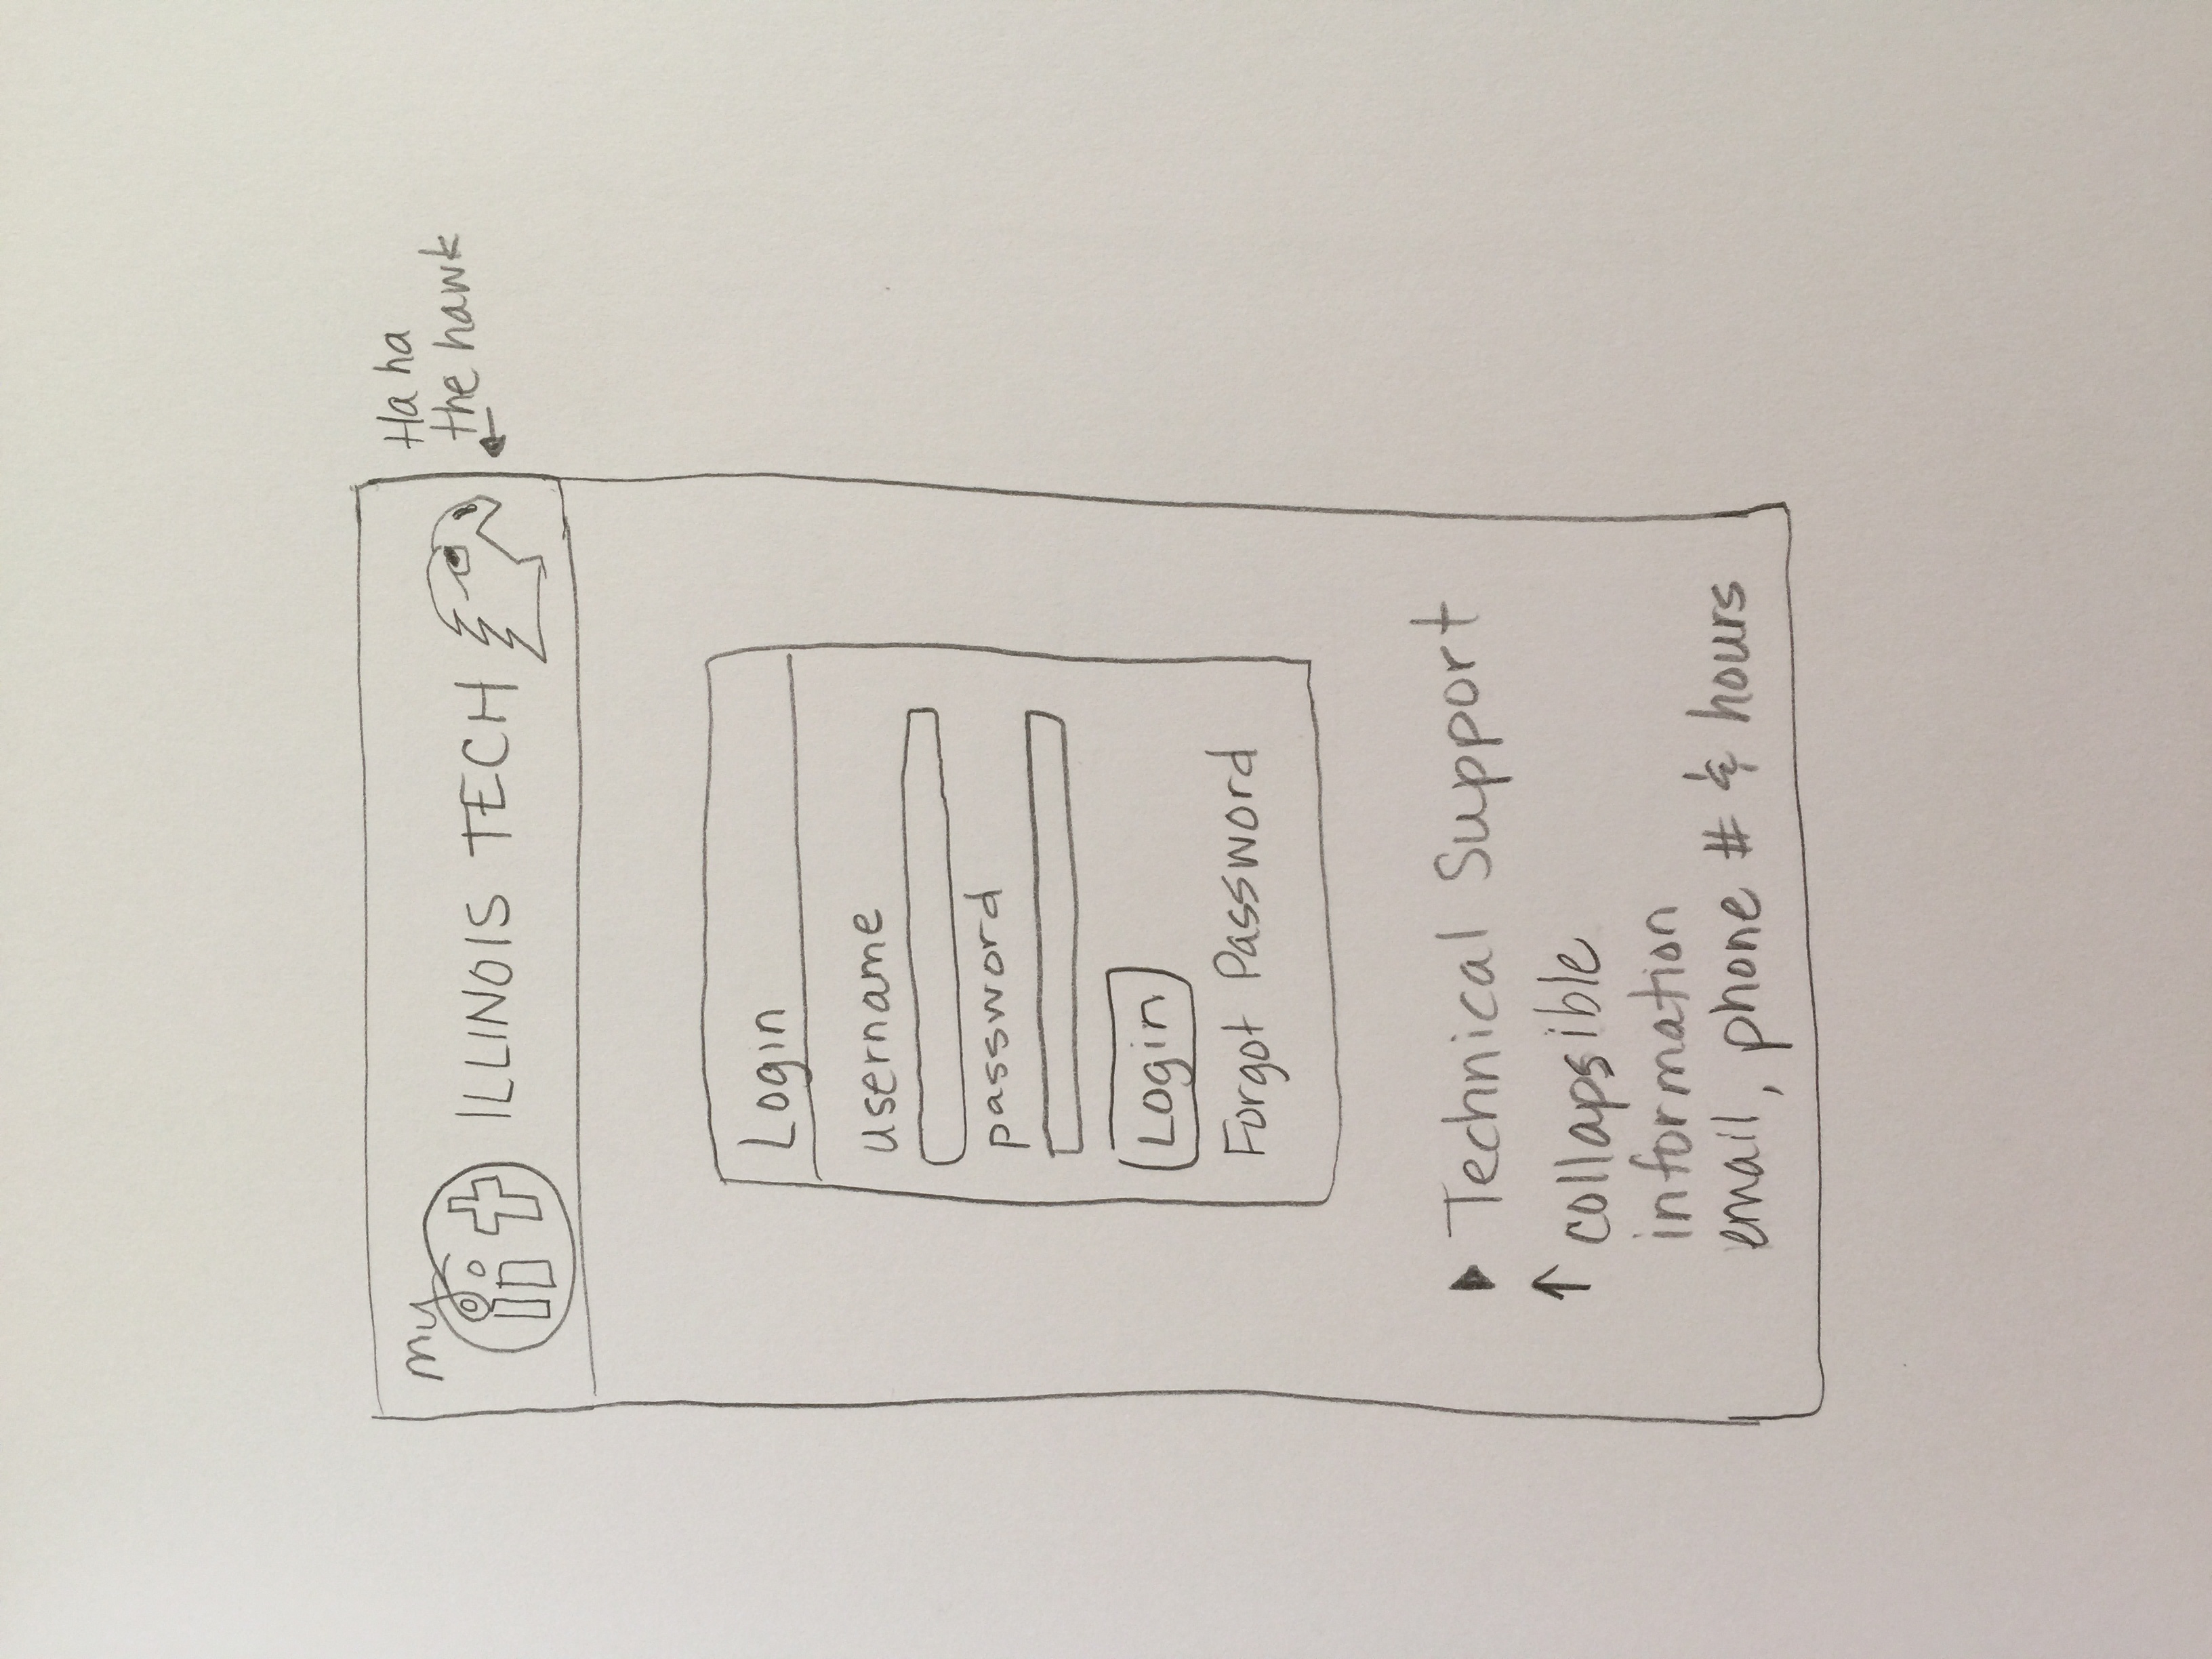 my
iit ILLINOIS TECH
Ha ha
the hawk
Login
username
password
Login
Forgot Password
Technical Support
collapsible
information
email, phone # & hours